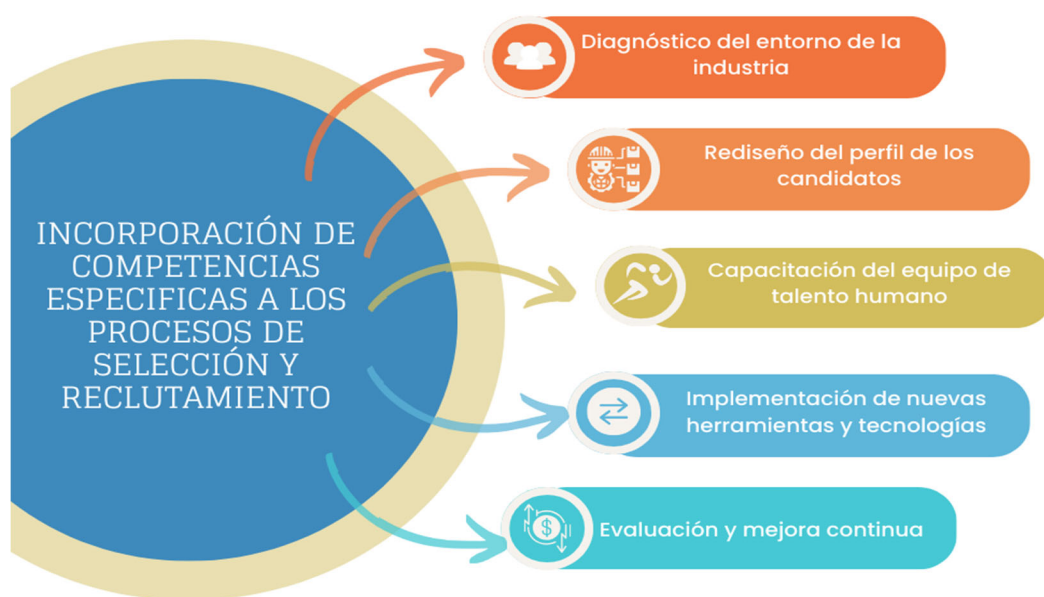 INCORPORACIÓN DE
COMPETENCIAS
ESPECIFICAS A LOS
PROCESOS DE
SELECCIÓN Y
RECLUTAMIENTO
Diagnóstico del entorno de la
industria
Rediseño del perfil de los
candidatos
Capacitación del equipo de
talento humano
Implementación de nuevas
herramientas y tecnologías
$
Evaluación y mejora continua